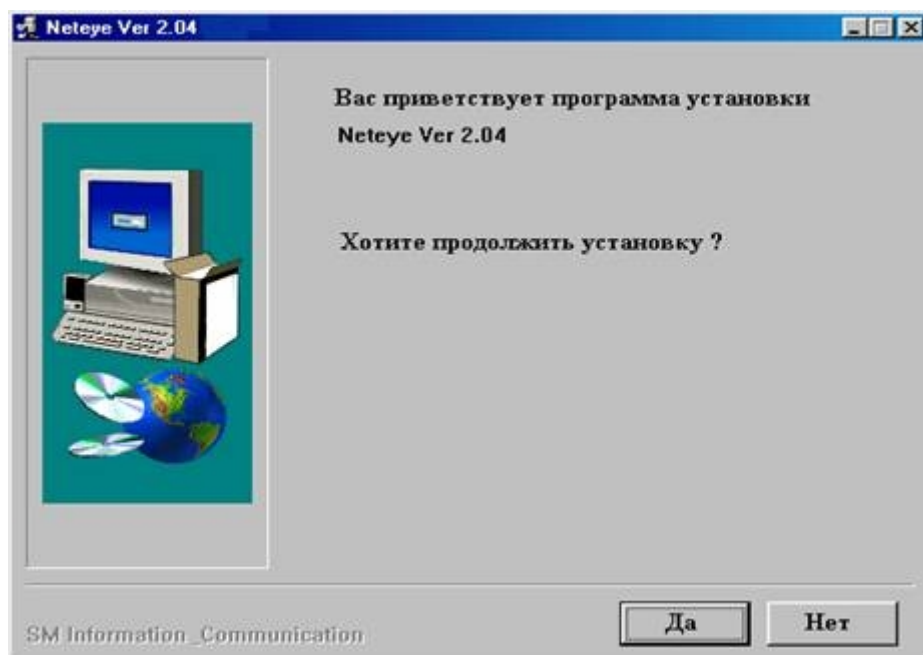 Neteye Ver 2.04
Вас приветствует программа установки
Neteye Ver 2.04
Хотите продолжить установку ?
SM Information_Communication
Да
Нет